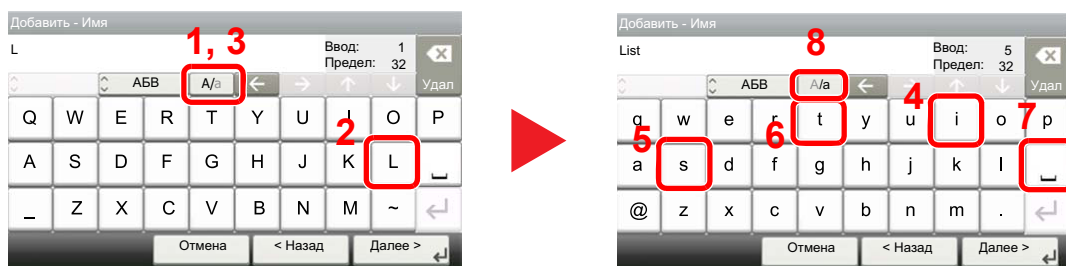 Добавить - Имя
L
1, 3
Ввод: 1
Предел: 32
АБВ A/a Удал
Q W E R T Y U I O P
2
A S D F G H J K L
_ Z X C V B N M ~
Отмена < Назад Далее >
Добавить - Имя
List
8
Ввод: 5
Предел: 32
АБВ A/a Удал
4
q w e r t y u i o p
5 6 7
a s d f g h j k l
@ z x c v b n m .
Отмена < Назад Далее >